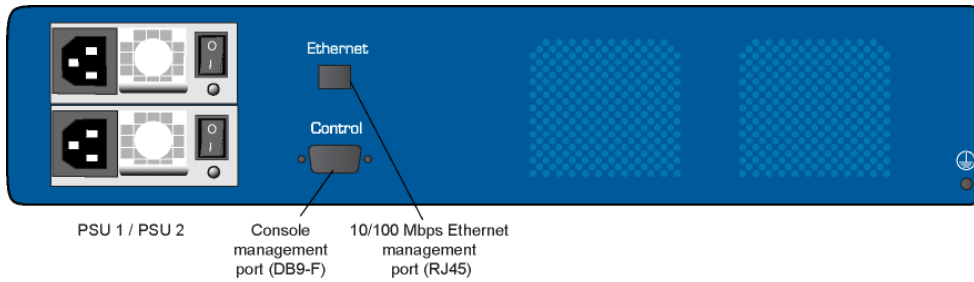 Ethernet
Control
PSU 1 / PSU 2
Console
management
port (DB9-F)
10/100 Mbps Ethernet
management
port (RJ45)